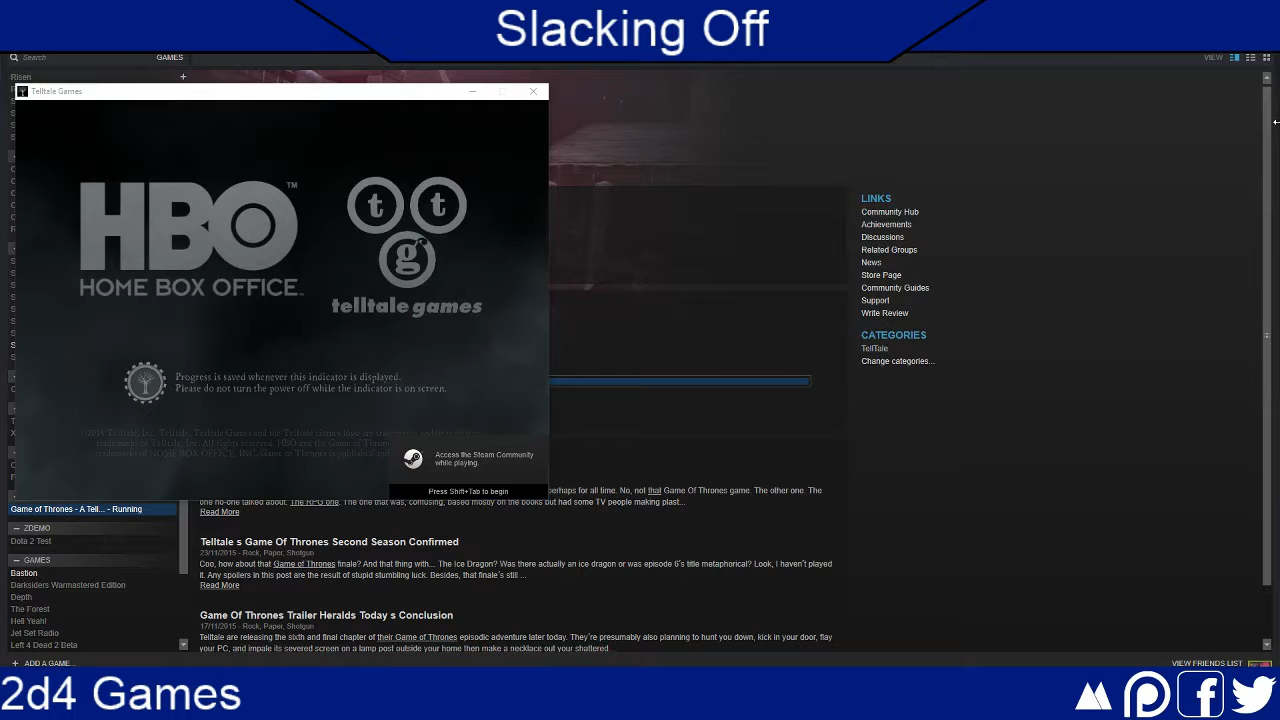 Slacking Off
Search
GAMES
VIEW
Risen
Telltale Games
HBO™
HOME BOX OFFICE
t t g
telltale games
Progress is saved whenever this indicator is displayed.
Please do not turn the power off while the indicator is on screen.
Access the Steam Community
while playing.
Press Shift+Tab to begin
LINKS
Community Hub
Achievements
Discussions
Related Groups
News
Store Page
Community Guides
Support
Write Review
CATEGORIES
TellTale
Change categories...
perhaps for all time. No, not that Game Of Thrones game. The other one. The
one no-one talked about. The RPG one. The one that was, confusing, based mostly on the books but had some TV people making plast...
Read More
Telltale s Game Of Thrones Second Season Confirmed
23/11/2015 - Rock, Paper, Shotgun
Coo, how about that Game of Thrones finale? And that thing with... The Ice Dragon? Was there actually an ice dragon or was episode 6's title metaphorical? Look, I haven't played
it. Any spoilers in this post are the result of stupid stumbling luck. Besides, that finale's still ...
Read More
Game Of Thrones Trailer Heralds Today s Conclusion
17/11/2015 - Rock, Paper, Shotgun
Telltale are releasing the sixth and final chapter of their Game of Thrones episodic adventure later today. They're presumably also planning to hunt you down, kick in your door, flay
your PC, and impale its severed screen on a lamp post outside your home then make a necklace out your shattered
Game of Thrones - A Tell... - Running
ZDEMO
Dota 2 Test
GAMES
Bastion
Darksiders Warmastered Edition
Depth
The Forest
Hell Yeah!
Jet Set Radio
Left 4 Dead 2 Beta
ADD A GAME...
VIEW FRIENDS LIST
2d4 Games